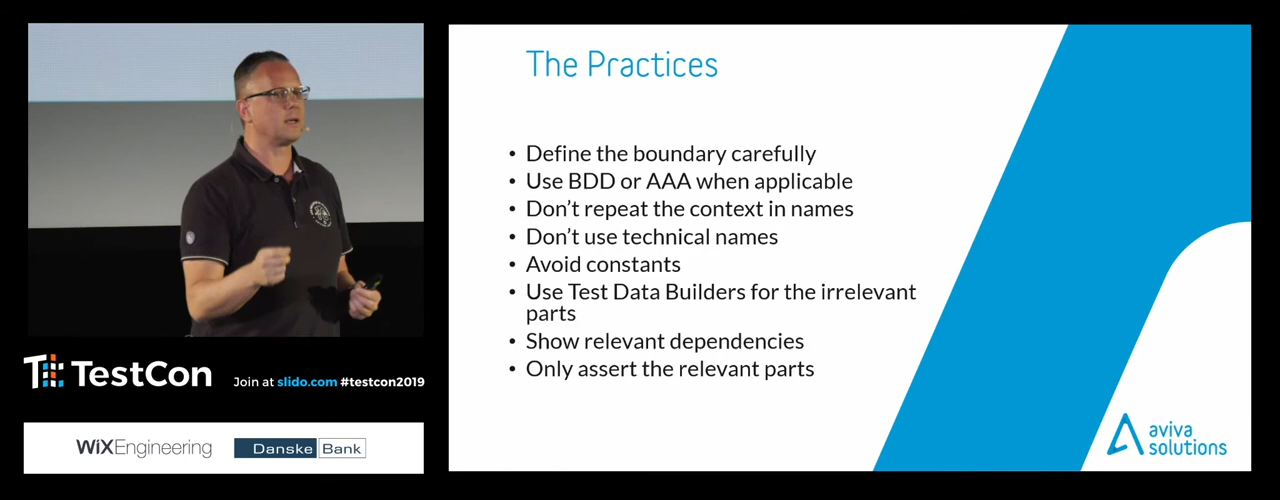 The Practices
• Define the boundary carefully
• Use BDD or AAA when applicable
• Don't repeat the context in names
• Don't use technical names
• Avoid constants
• Use Test Data Builders for the irrelevant
parts
• Show relevant dependencies
• Only assert the relevant parts
aviva
solutions
TestCon
Join at slido.com #testcon2019
WiXEngineering
Danske Bank